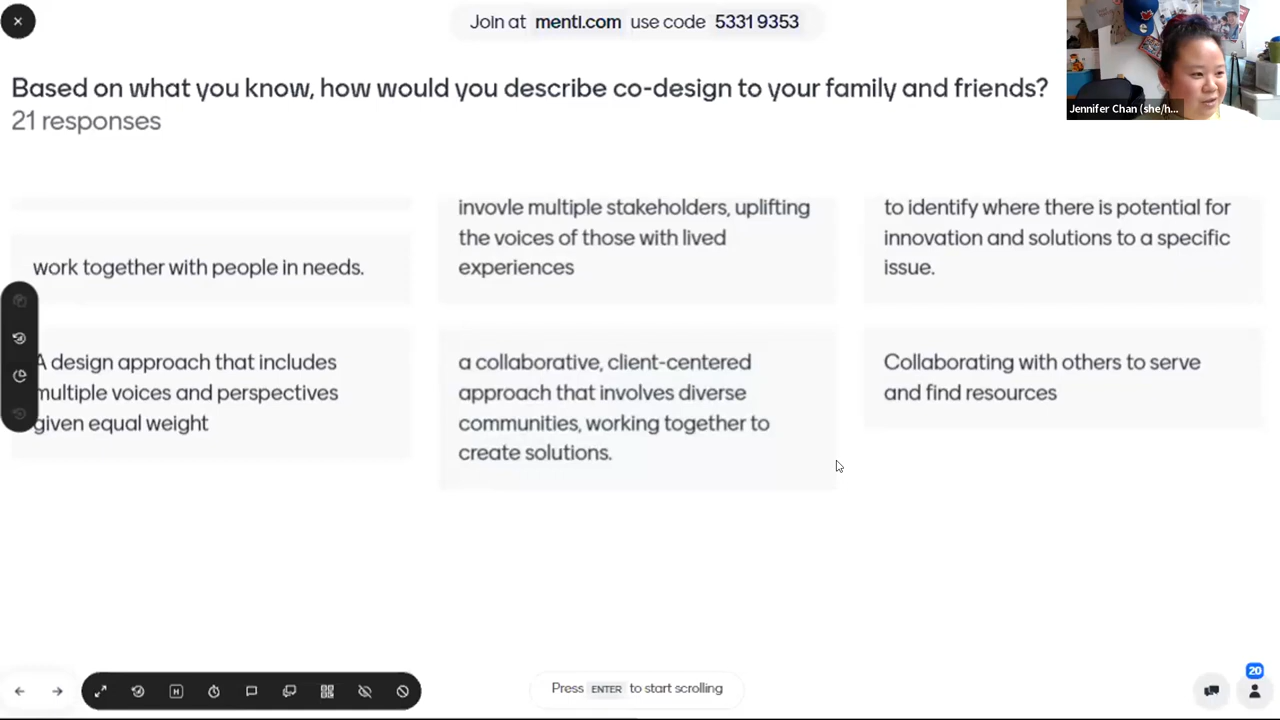 Join at menti.com use code 5331 9353
Jennifer Chan (she/h...
Based on what you know, how would you describe co-design to your family and friends?
21 responses
work together with people in needs.
A design approach that includes
multiple voices and perspectives
given equal weight
invovle multiple stakeholders, uplifting
the voices of those with lived
experiences
a collaborative, client-centered
approach that involves diverse
communities, working together to
create solutions.
to identify where there is potential for
innovation and solutions to a specific
issue.
Collaborating with others to serve
and find resources
H
Press ENTER to start scrolling
20